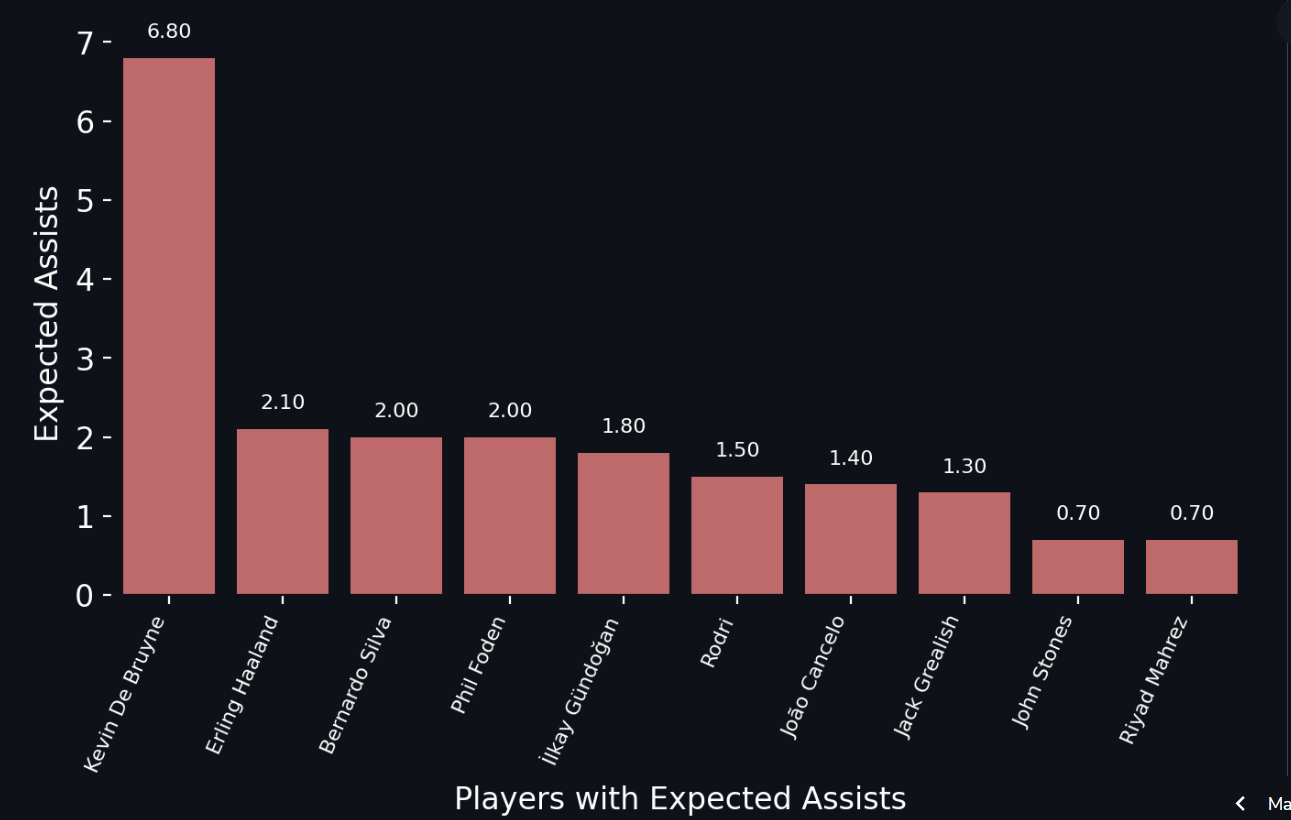 Expected Assists
7
6
5
4
3
2
1
0
6.80
2.10
2.00
2.00
1.80
1.50
1.40
1.30
0.70
0.70
Kevin De Bruyne
Erling Haaland
Bernardo Silva
Phil Foden
İlkay Gündoğan
Rodri
João Cancelo
Jack Grealish
John Stones
Riyad Mahrez
Players with Expected Assists
Ma